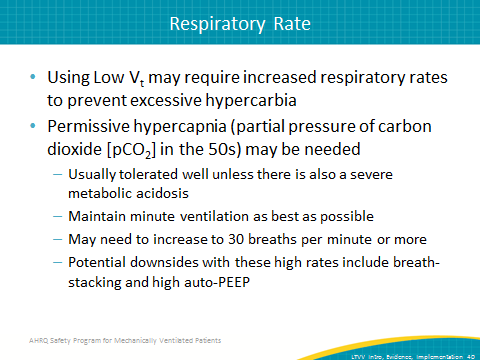 Respiratory Rate
• Using Low Vt may require increased respiratory rates
to prevent excessive hypercarbia
• Permissive hypercapnia (partial pressure of carbon
dioxide [pCO2] in the 50s) may be needed
– Usually tolerated well unless there is also a severe
metabolic acidosis
– Maintain minute ventilation as best as possible
– May need to increase to 30 breaths per minute or more
– Potential downsides with these high rates include breath-
stacking and high auto-PEEP
AHRQ Safety Program for Mechanically Ventilated Patients
LTVV Intro, Evidence, Implementation 40